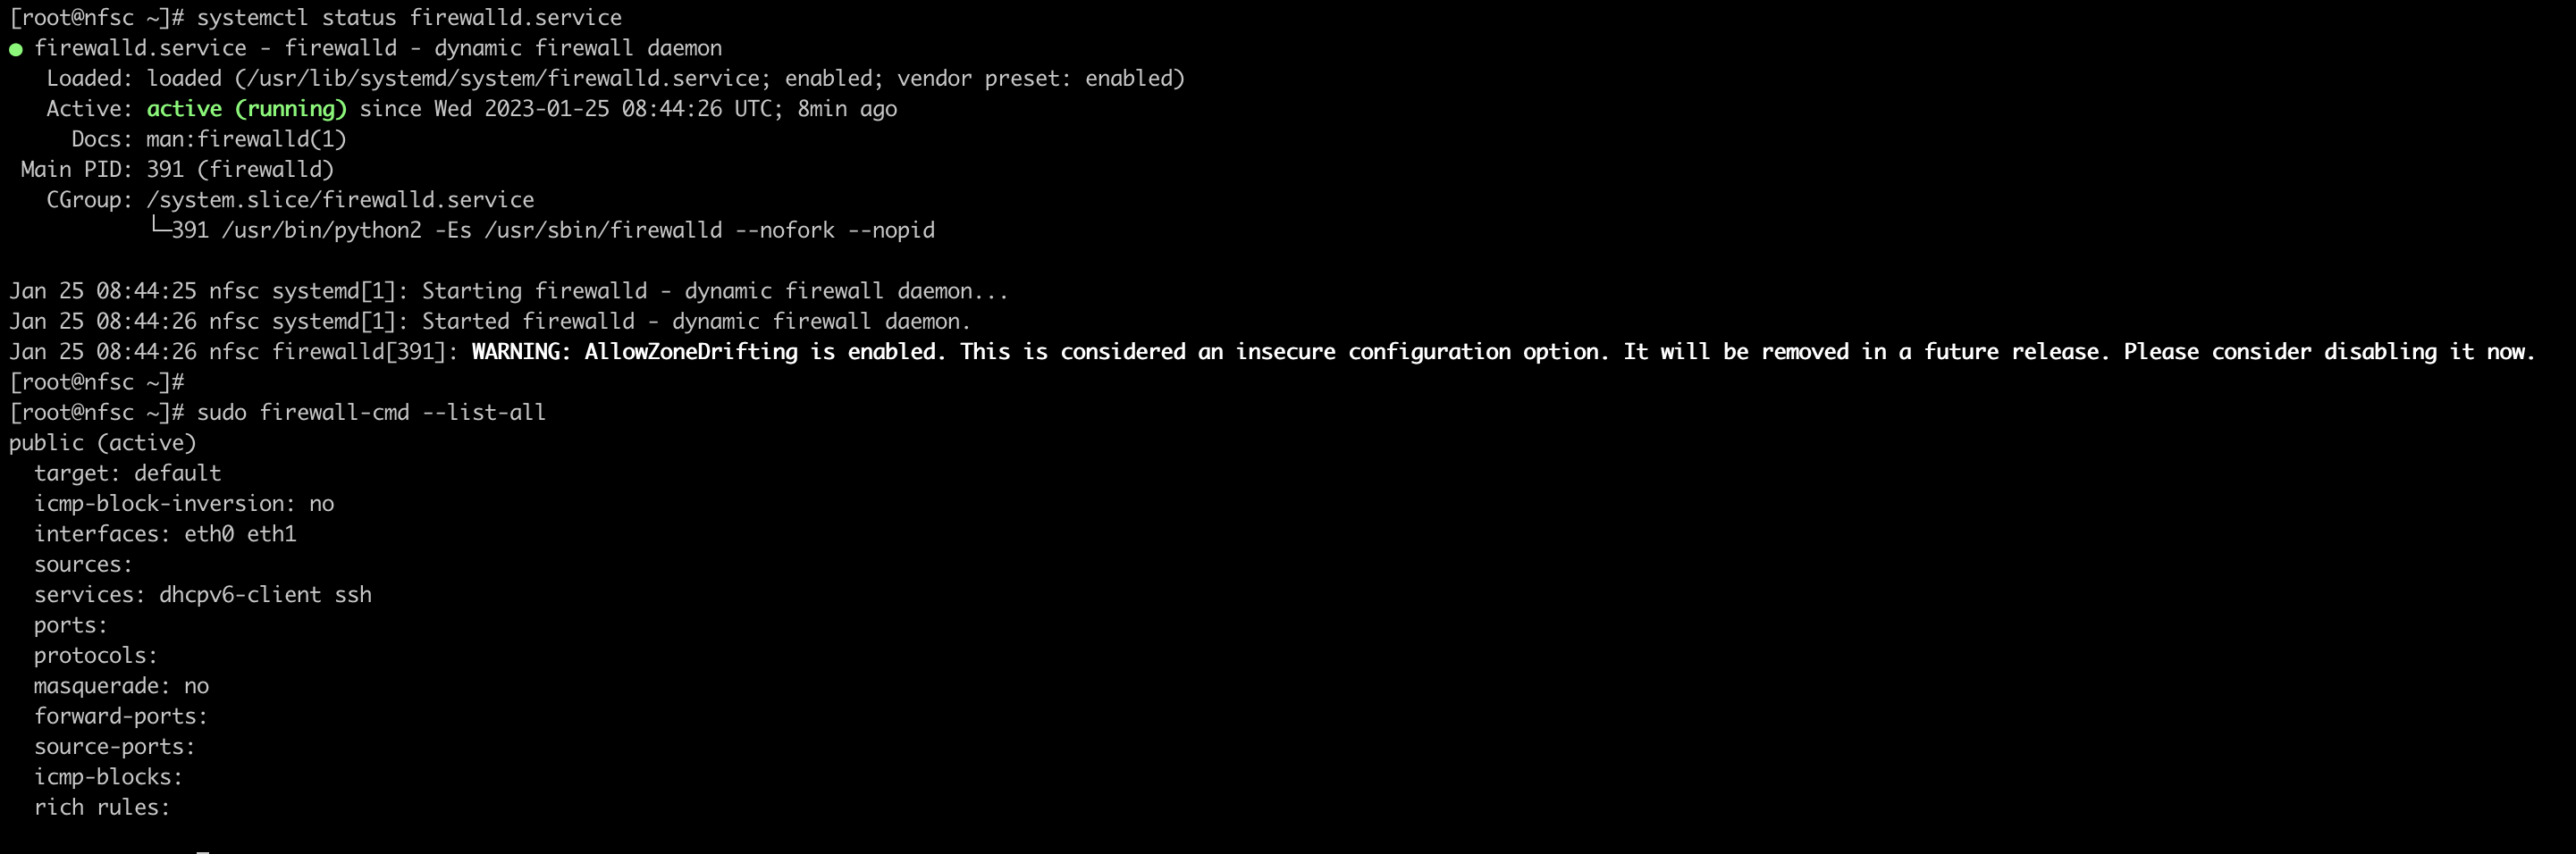 [root@nfsc ~]# systemctl status firewalld.service
● firewalld.service - firewalld - dynamic firewall daemon
   Loaded: loaded (/usr/lib/systemd/system/firewalld.service; enabled; vendor preset: enabled)
   Active: active (running) since Wed 2023-01-25 08:44:26 UTC; 8min ago
     Docs: man:firewalld(1)
 Main PID: 391 (firewalld)
   CGroup: /system.slice/firewalld.service
           └─391 /usr/bin/python2 -Es /usr/sbin/firewalld --nofork --nopid

Jan 25 08:44:25 nfsc systemd[1]: Starting firewalld - dynamic firewall daemon...
Jan 25 08:44:26 nfsc systemd[1]: Started firewalld - dynamic firewall daemon.
Jan 25 08:44:26 nfsc firewalld[391]: WARNING: AllowZoneDrifting is enabled. This is considered an insecure configuration option. It will be removed in a future release. Please consider disabling it now.
[root@nfsc ~]#
[root@nfsc ~]# sudo firewall-cmd --list-all
public (active)
  target: default
  icmp-block-inversion: no
  interfaces: eth0 eth1
  sources:
  services: dhcpv6-client ssh
  ports:
  protocols:
  masquerade: no
  forward-ports:
  source-ports:
  icmp-blocks:
  rich rules: